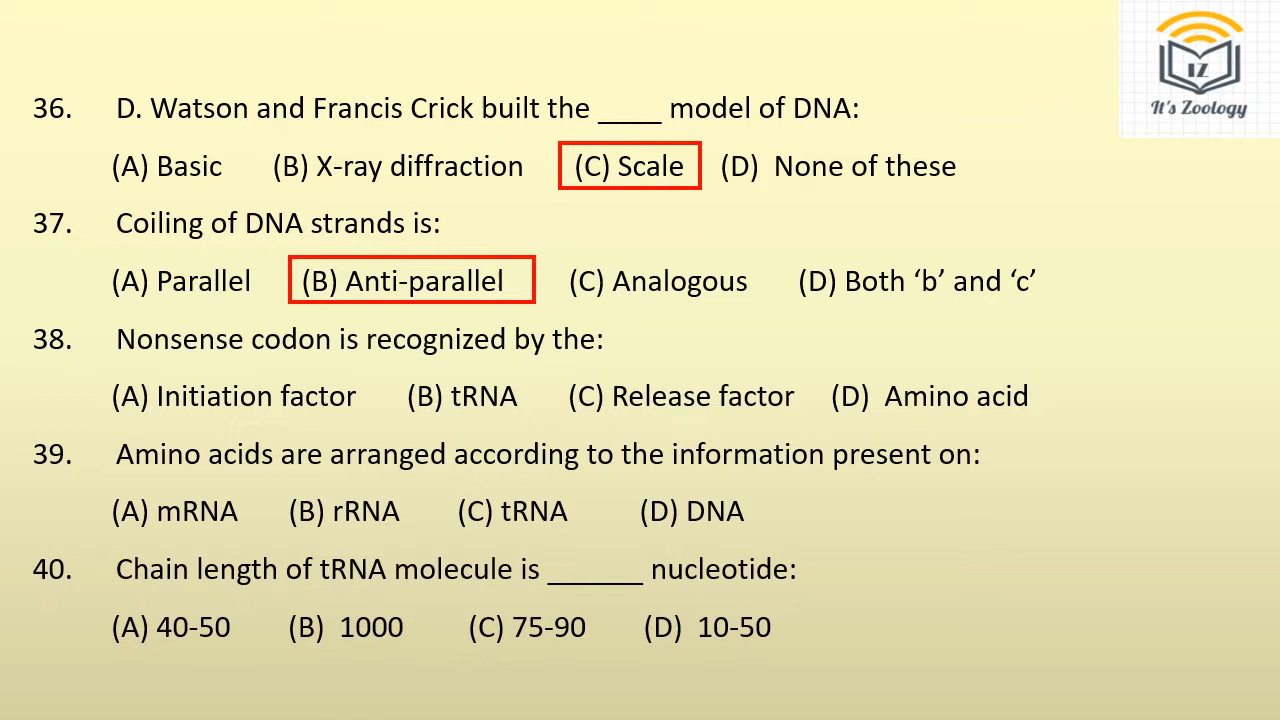 IZ
It's Zoology
36. D. Watson and Francis Crick built the ____ model of DNA:
(A) Basic (B) X-ray diffraction (C) Scale (D) None of these
37. Coiling of DNA strands is:
(A) Parallel (B) Anti-parallel (C) Analogous (D) Both ‘b’ and ‘c’
38. Nonsense codon is recognized by the:
(A) Initiation factor (B) tRNA (C) Release factor (D) Amino acid
39. Amino acids are arranged according to the information present on:
(A) mRNA (B) rRNA (C) tRNA (D) DNA
40. Chain length of tRNA molecule is ______ nucleotide:
(A) 40-50 (B) 1000 (C) 75-90 (D) 10-50